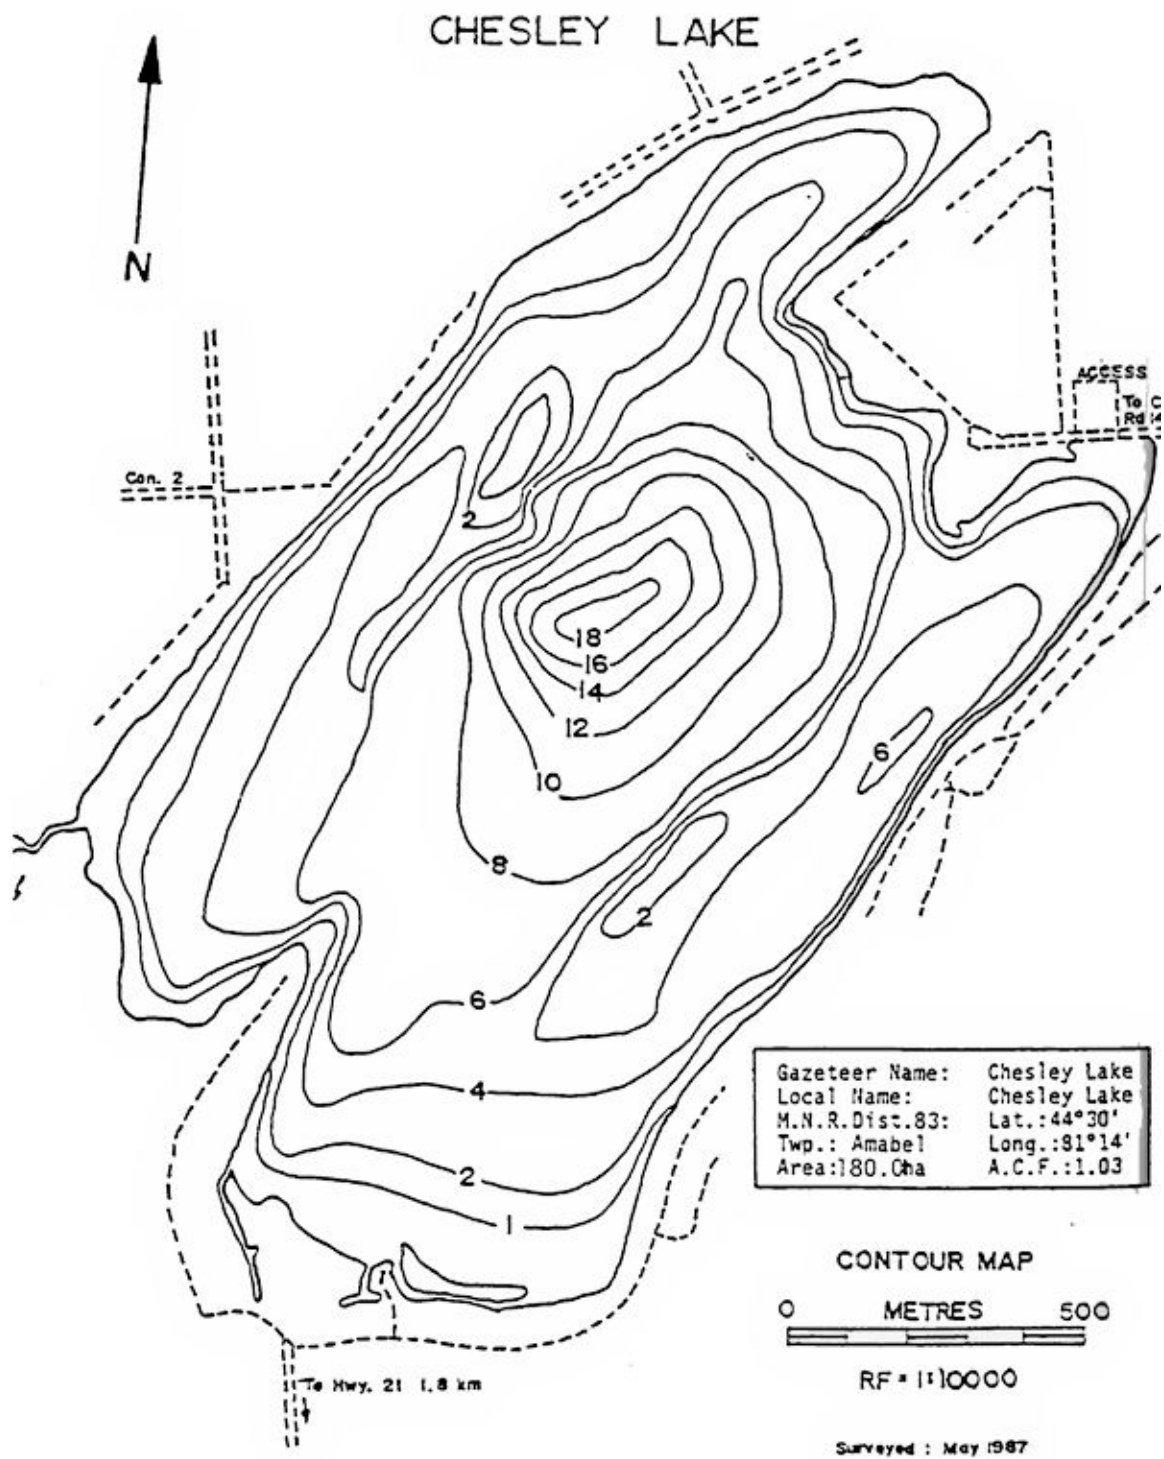 CHESLEY LAKE
N
ACCESS
To C
Rd 14
Con. 2
2
18
16
14
12
6
10
8
2
6
4
2
1
Gazeteer Name: Chesley Lake
Local Name: Chesley Lake
M.N.R.Dist.83: Lat.:44°30'
Twp.: Amabel Long.:81°14'
Area:180.0ha A.C.F.:1.03
CONTOUR MAP
0 METRES 500
RF = 1:10000
To Hwy. 21 1.8 km
Surveyed : May 1987